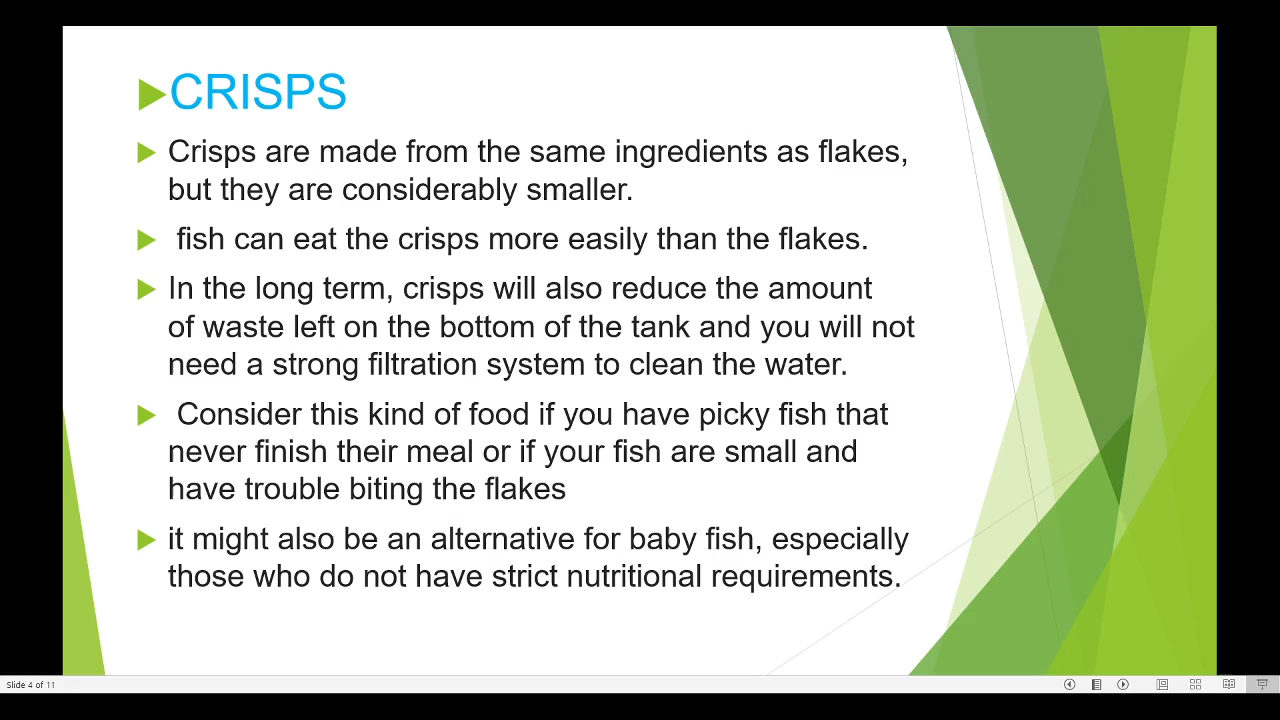 CRISPS
Crisps are made from the same ingredients as flakes,
but they are considerably smaller.
fish can eat the crisps more easily than the flakes.
In the long term, crisps will also reduce the amount
of waste left on the bottom of the tank and you will not
need a strong filtration system to clean the water.
Consider this kind of food if you have picky fish that
never finish their meal or if your fish are small and
have trouble biting the flakes
it might also be an alternative for baby fish, especially
those who do not have strict nutritional requirements.
Slide 4 of 11